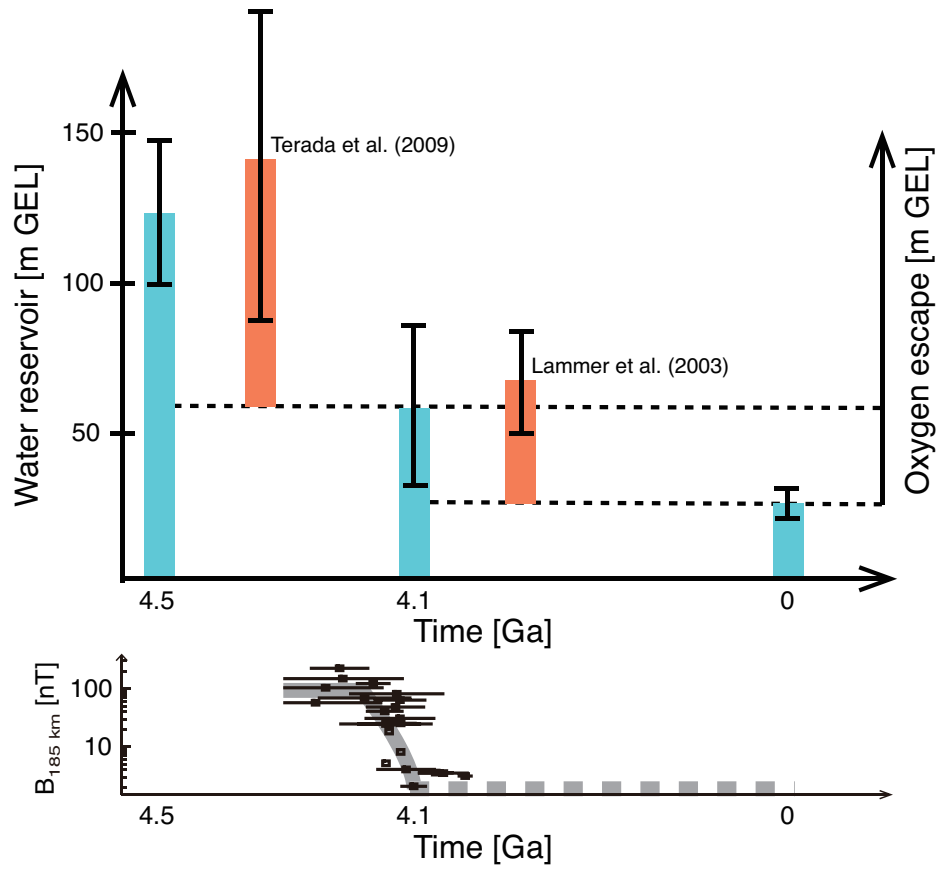 Water reservoir [m GEL]
150
100
50
Terada et al. (2009)
Lammer et al. (2003)
Oxygen escape [m GEL]
4.5
4.1
0
Time [Ga]
B185 km [nT]
100
10
4.5
4.1
0
Time [Ga]